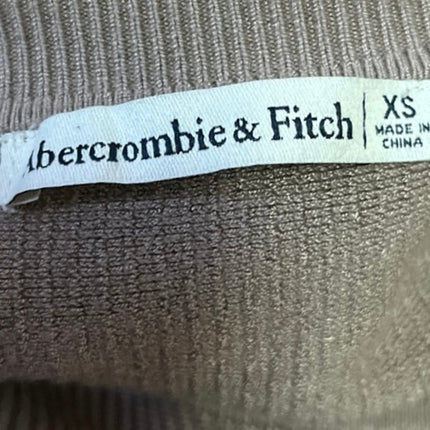 Abercrombie & Fitch
XS
MADE IN
CHINA